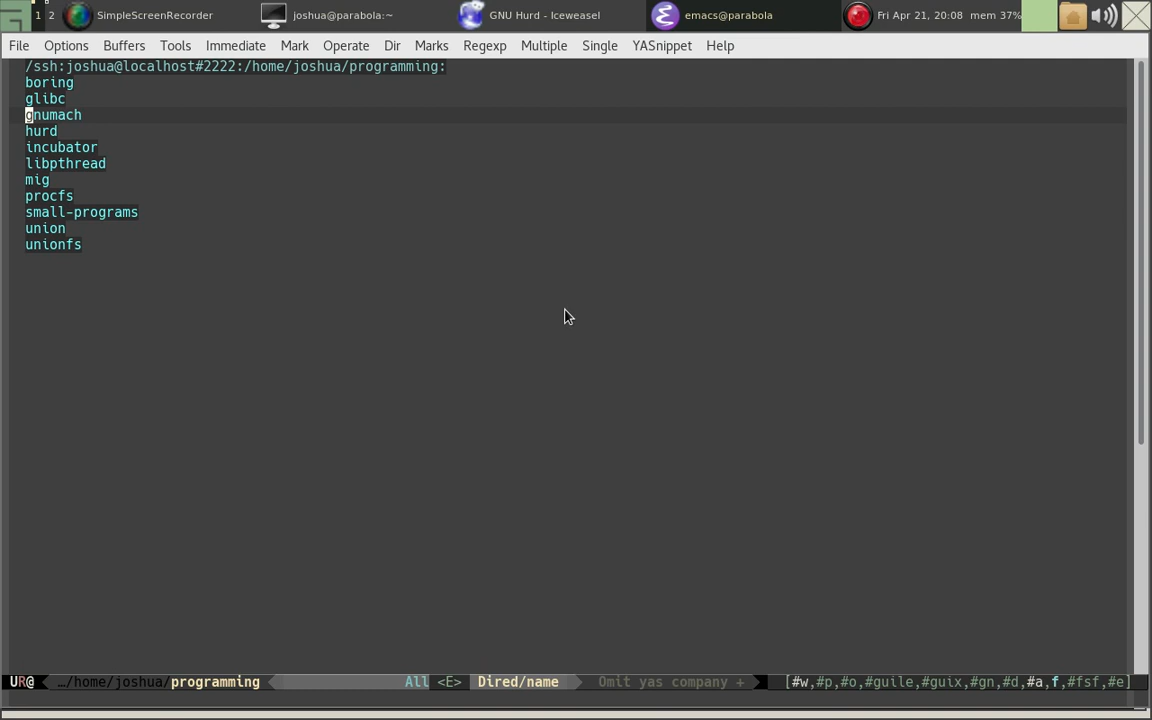 1 2 SimpleScreenRecorder joshua@parabola:~ GNU Hurd - Iceweasel emacs@parabola Fri Apr 21, 20:08 mem 37%
File Options Buffers Tools Immediate Mark Operate Dir Marks Regexp Multiple Single YASnippet Help
/ssh:joshua@localhost#2222:/home/joshua/programming:
boring
glibc
gnumach
hurd
incubator
libpthread
mig
procfs
small-programs
union
unionfs
UR@ …/home/joshua/programming All <E> Dired/name Omit yas company + [#w,#p,#o,#guile,#guix,#gn,#d,#a,f,#fsf,#e]